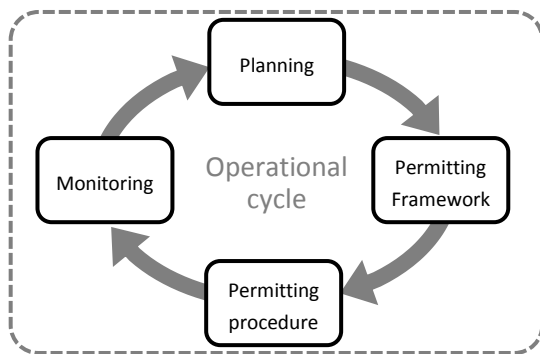 Planning
Permitting
Framework
Operational
cycle
Monitoring
Permitting
procedure